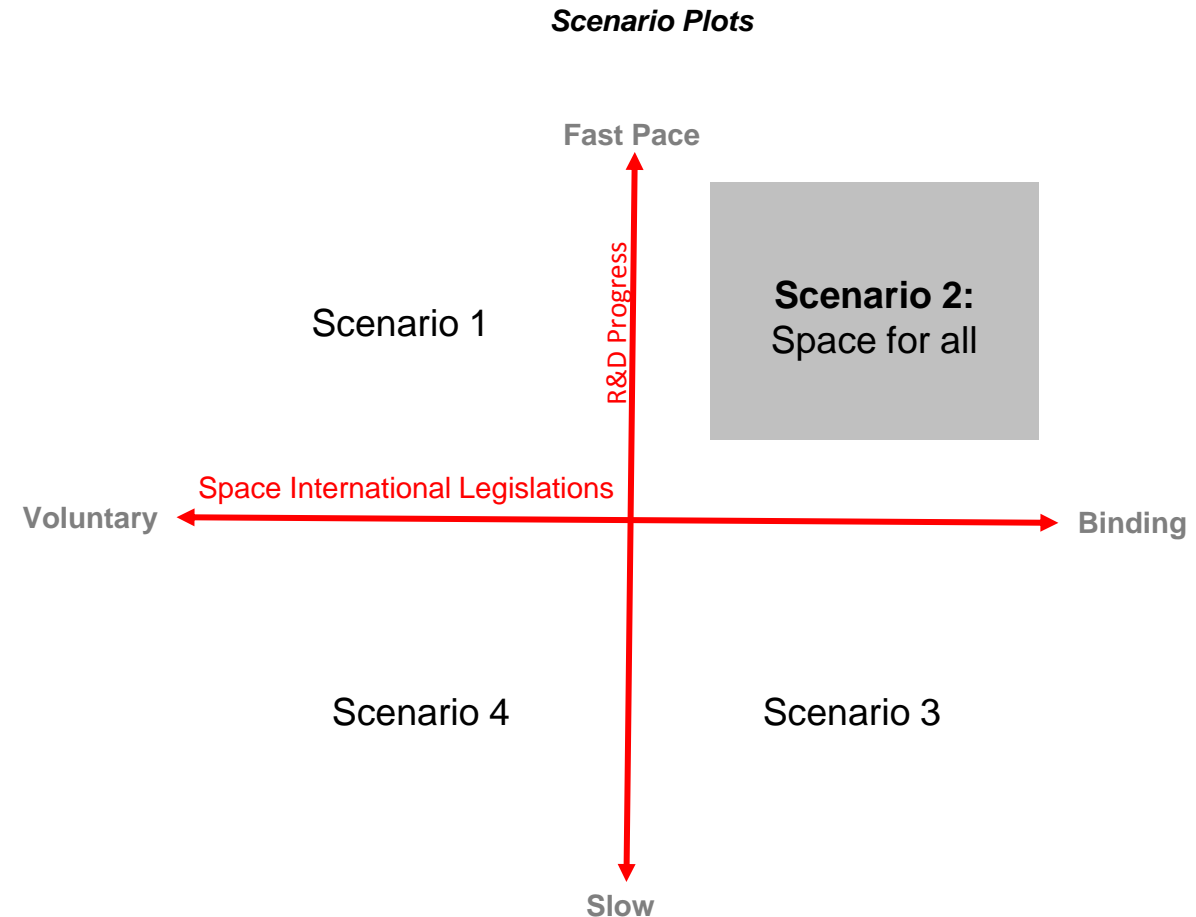 Scenario Plots
Fast Pace
R&D Progress
Scenario 1
Scenario 2:
Space for all
Space International Legislations
Voluntary
Binding
Scenario 4
Scenario 3
Slow